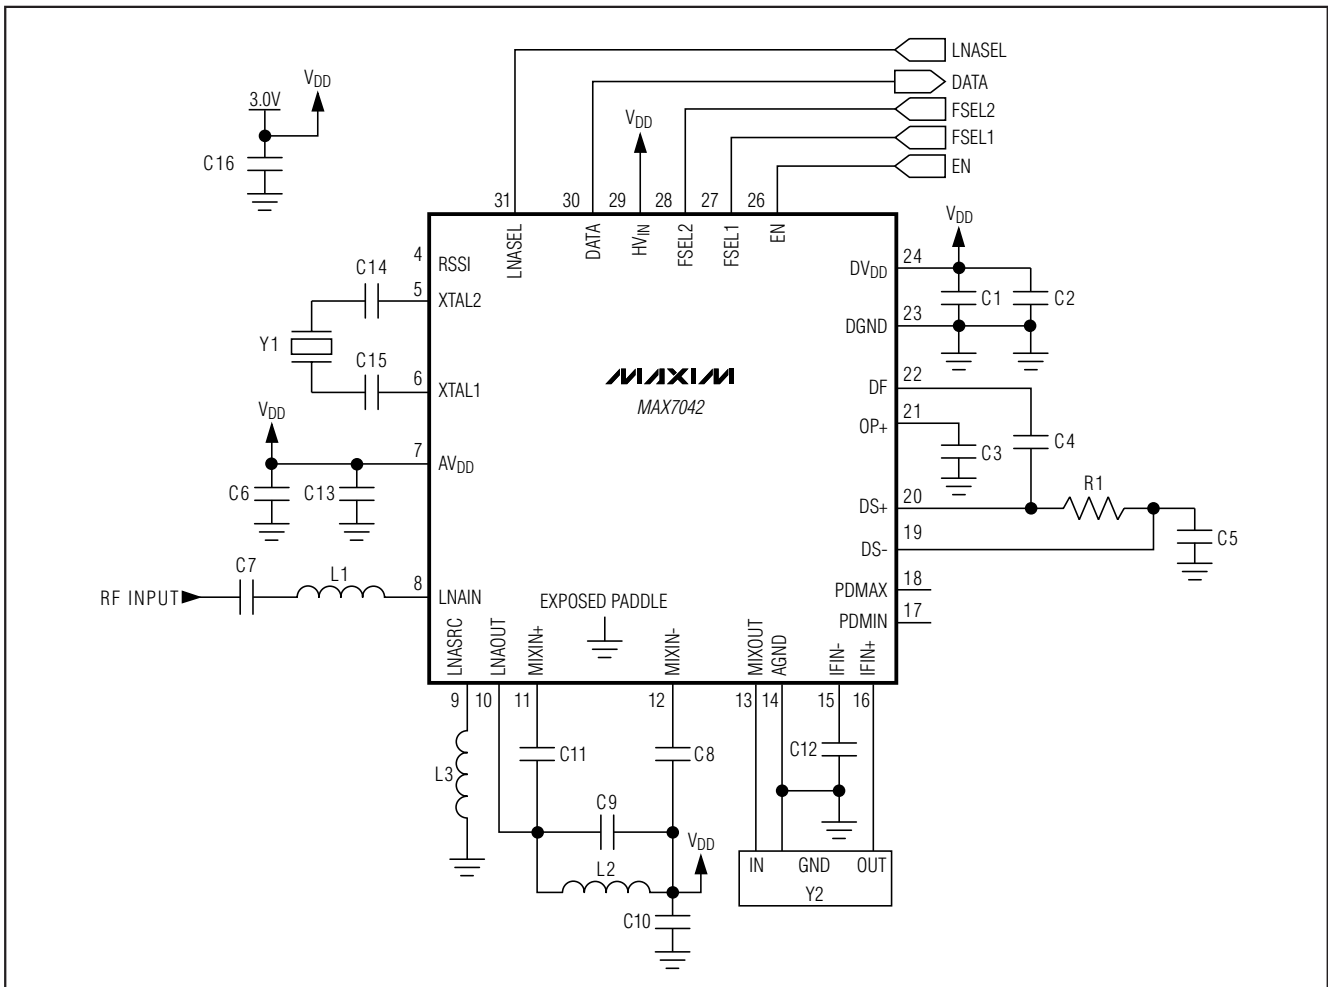 LNASEL
DATA
FSEL2
FSEL1
EN
VDD
3.0V
C16
VDD
31
30
29
28
27
26
LNASEL
DATA
HVIN
FSEL2
FSEL1
EN
4
RSSI
C14
5
XTAL2
Y1
C15
6
XTAL1
VDD
7
AVDD
C6
C13
C7
L1
RF INPUT
8
LNAIN
MAXIM
MAX7042
EXPOSED PADDLE
VDD
24
DVDD
C1
C2
23
DGND
22
DF
21
OP+
C3
C4
20
DS+
R1
19
DS-
C5
18
PDMAX
17
PDMIN
LNASRC
LNAOUT
MIXIN+
MIXIN-
MIXOUT
AGND
IFIN-
IFIN+
9
10
11
12
13
14
15
16
L3
C11
C8
C12
C9
VDD
L2
C10
IN
GND
OUT
Y2